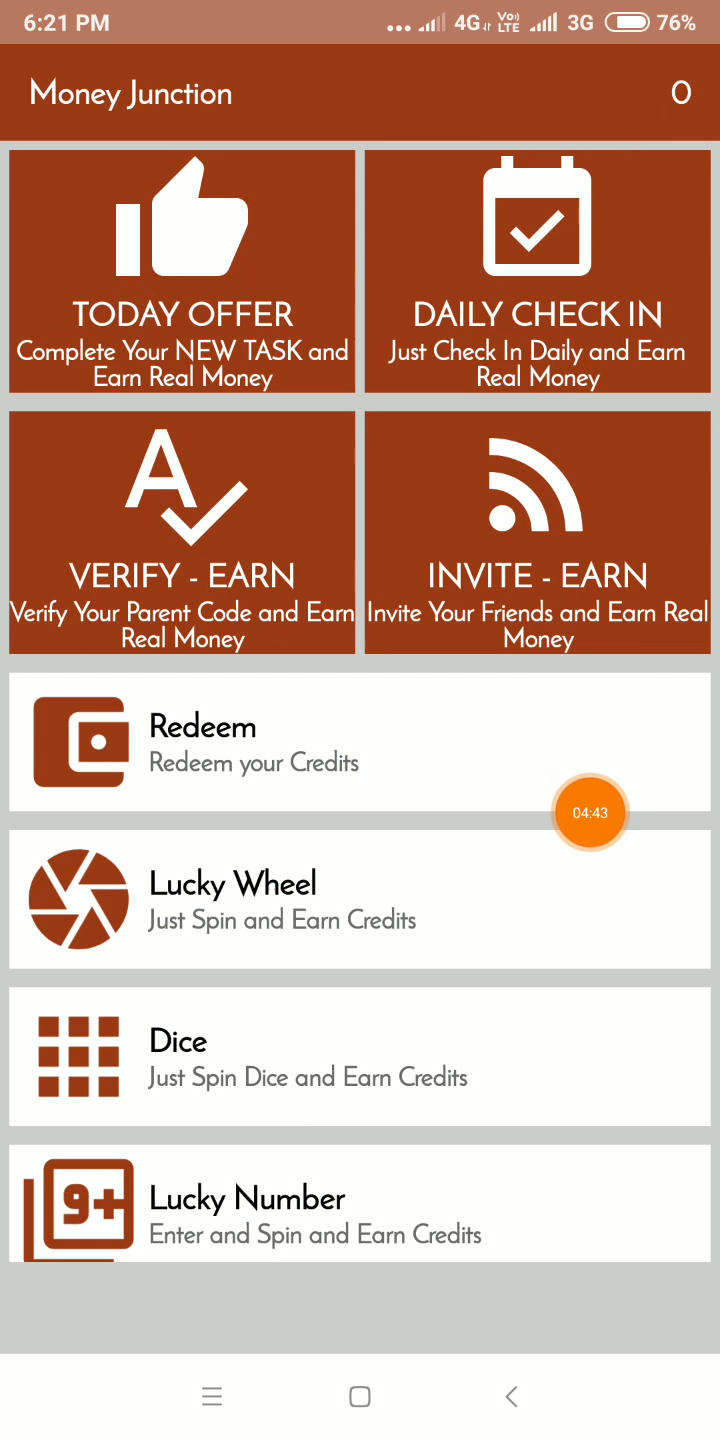 6:21 PM
4G VoLTE 3G 76%
Money Junction
0
TODAY OFFER
Complete Your NEW TASK and
Earn Real Money
DAILY CHECK IN
Just Check In Daily and Earn
Real Money
A
VERIFY - EARN
Verify Your Parent Code and Earn
Real Money
INVITE - EARN
Invite Your Friends and Earn Real
Money
Redeem
Redeem your Credits
04:43
Lucky Wheel
Just Spin and Earn Credits
Dice
Just Spin Dice and Earn Credits
9+
Lucky Number
Enter and Spin and Earn Credits